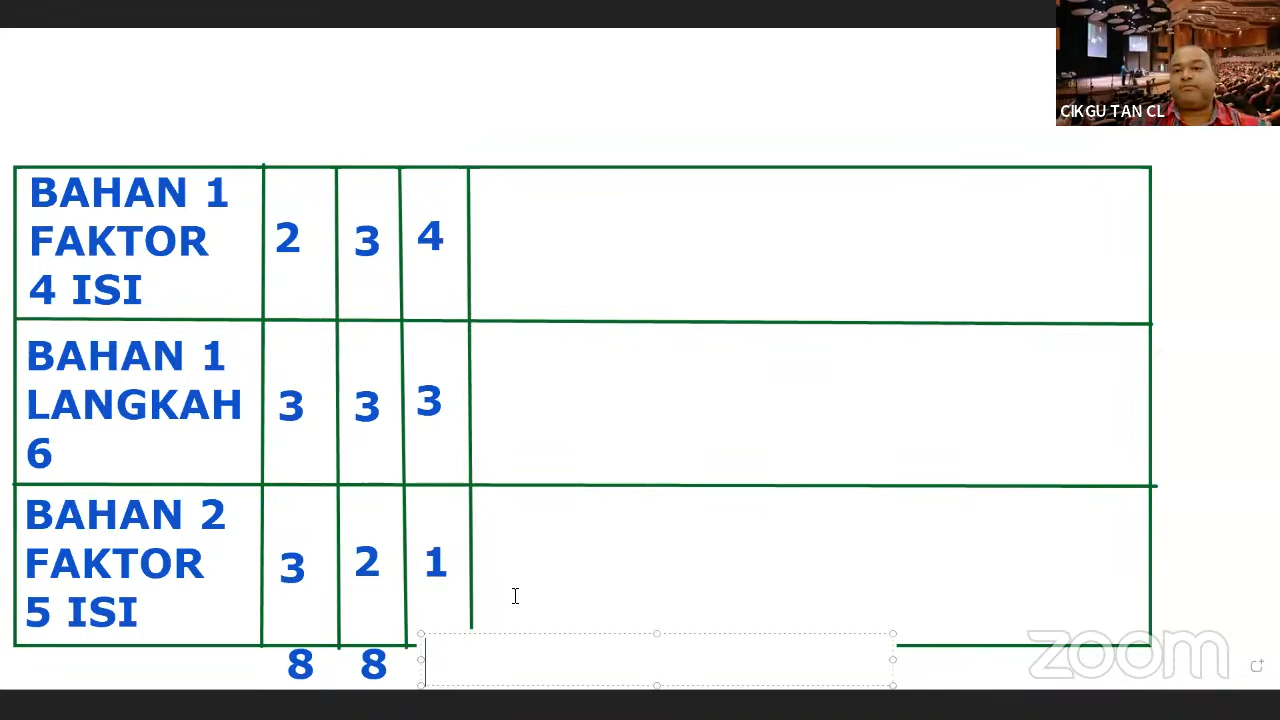 CIKGU TAN CL
BAHAN 1
FAKTOR
4 ISI
2 3 4
BAHAN 1
LANGKAH
6
3 3 3
BAHAN 2
FAKTOR
5 ISI
3 2 1
8 8
zoom